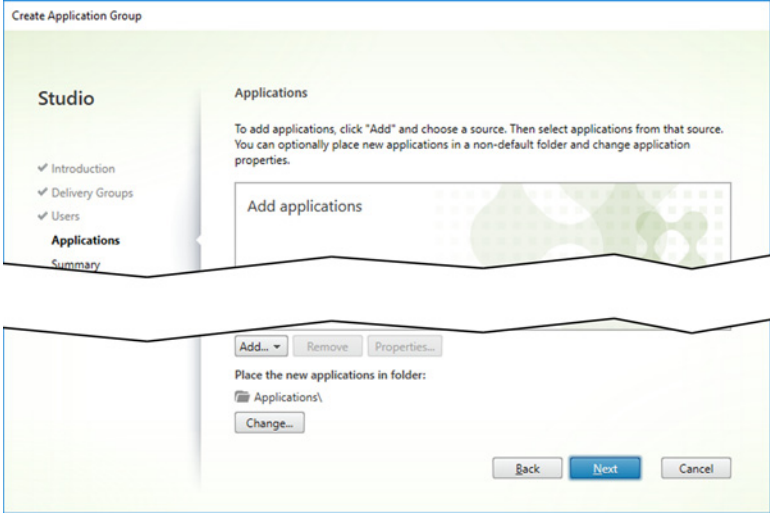 Create Application Group
Studio
Introduction
Delivery Groups
Users
Applications
Summary
Applications
To add applications, click "Add" and choose a source. Then select applications from that source.
You can optionally place new applications in a non-default folder and change application
properties.
Add applications
Add...
Remove
Properties...
Place the new applications in folder:
Applications\
Change...
Back
Next
Cancel